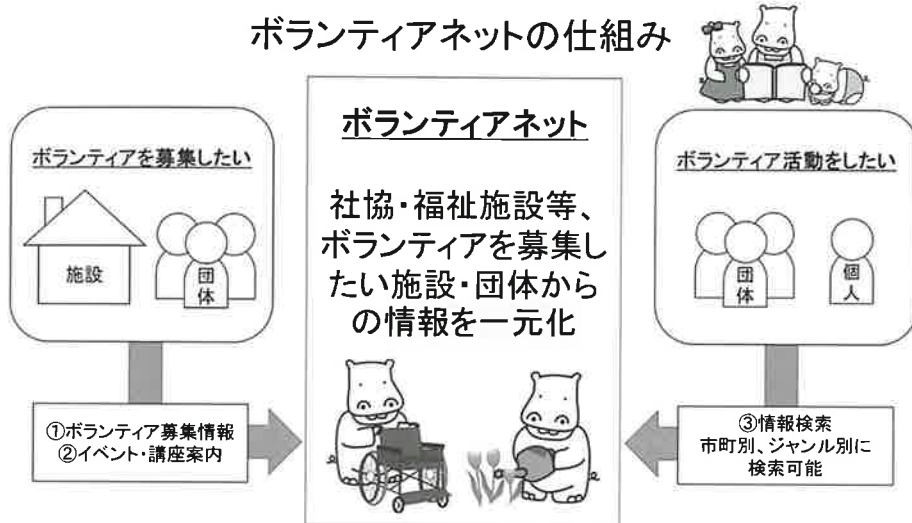 ボランティアネットの仕組み
ボランティアを募集したい
施設
団体
①ボランティア募集情報
②イベント・講座案内
ボランティアネット
社協・福祉施設等、
ボランティアを募集し
たい施設・団体から
の情報を一元化
ボランティア活動をしたい
団体
個人
③情報検索
市町別、ジャンル別に
検索可能